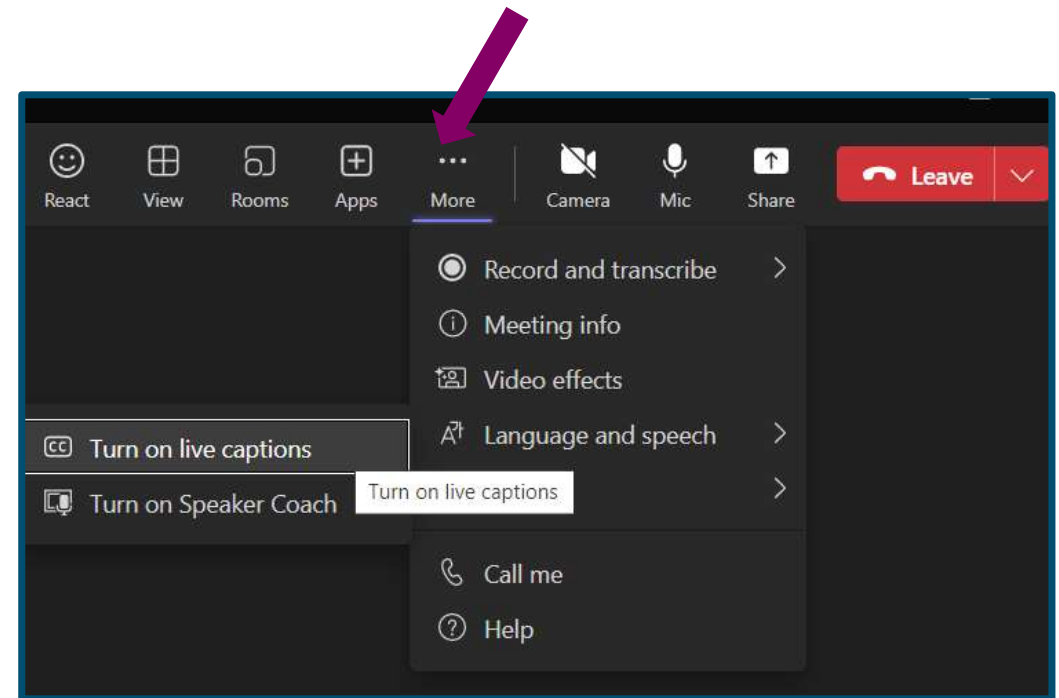 React View Rooms Apps More Camera Mic Share Leave
Record and transcribe
Meeting info
Video effects
Language and speech
CC Turn on live captions
Turn on Speaker Coach
Turn on live captions
Call me
Help